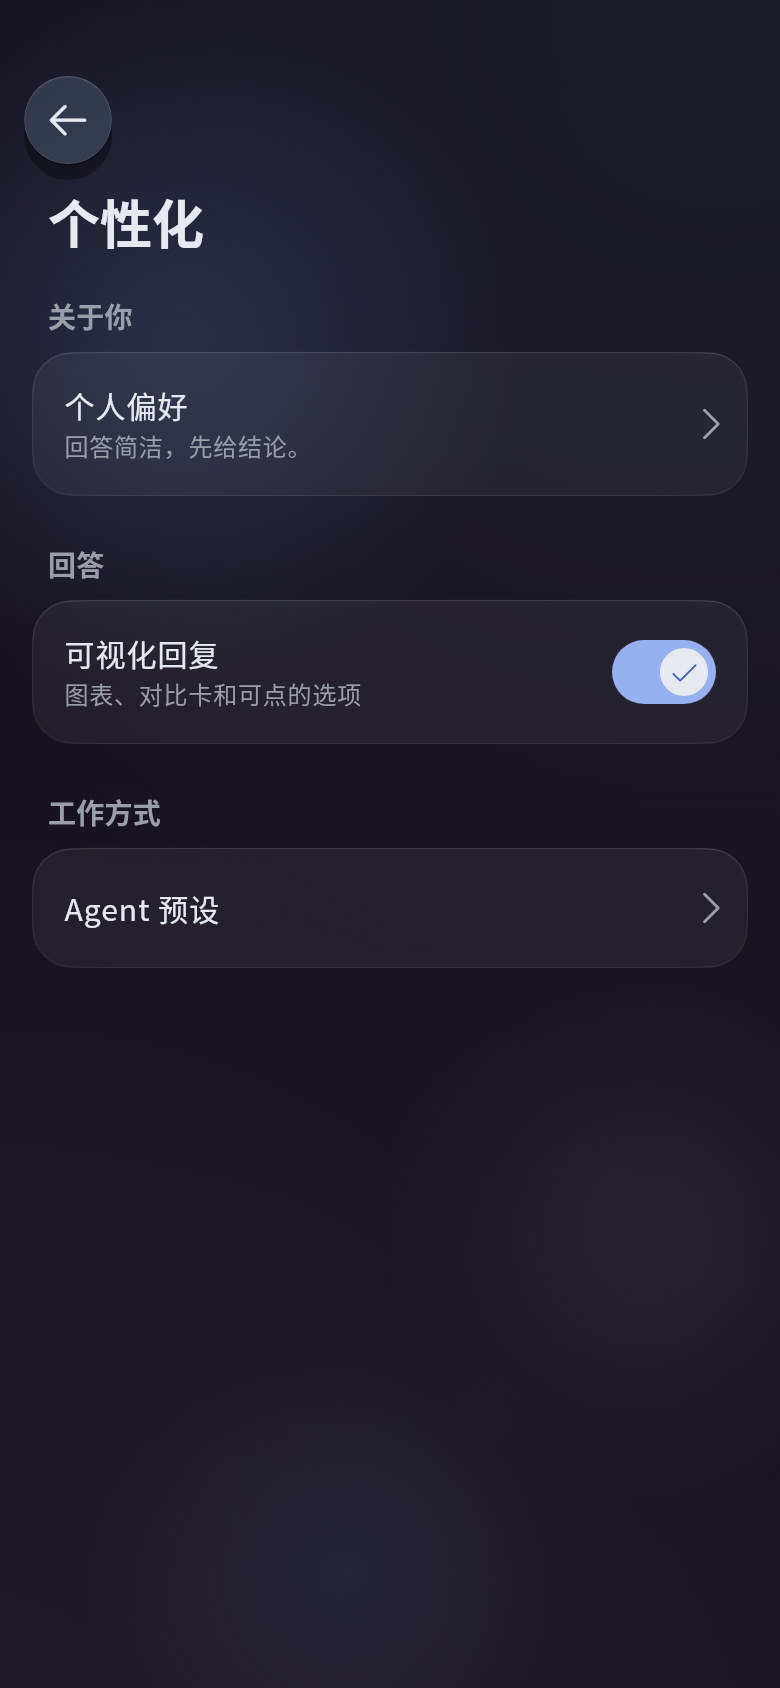 个性化
关于你
个人偏好
回答简洁，先给结论。
回答
可视化回复
图表、对比卡和可点的选项
工作方式
Agent 预设